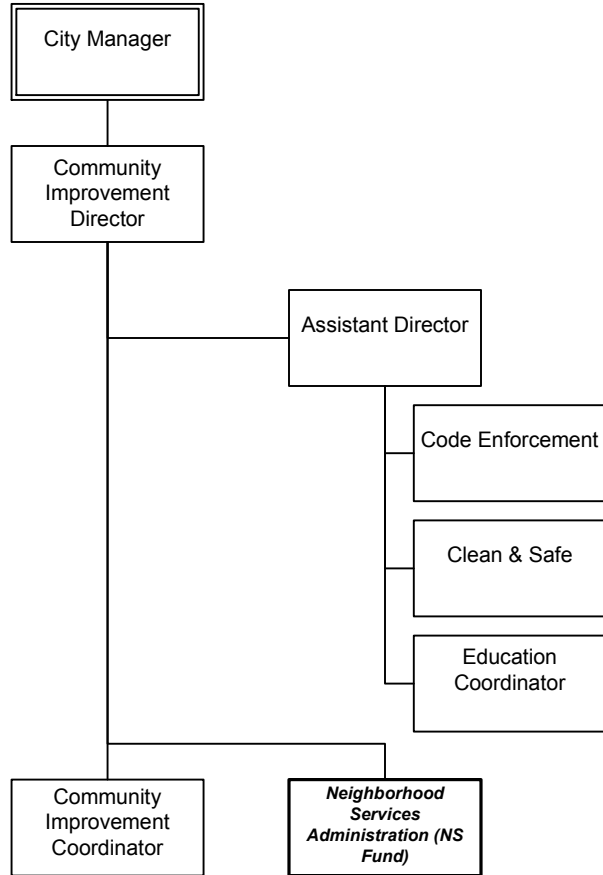 City Manager
Community
Improvement
Director
Assistant Director
Code Enforcement
Clean & Safe
Education
Coordinator
Community
Improvement
Coordinator
Neighborhood
Services
Administration (NS
Fund)